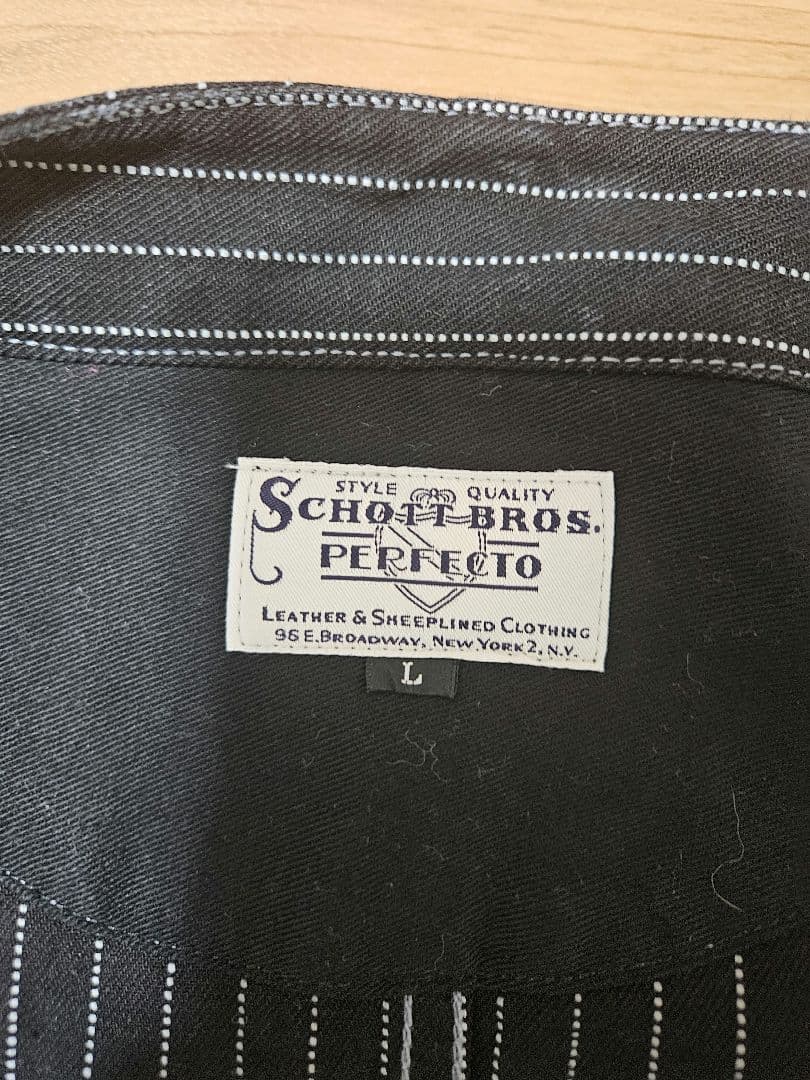 STYLE QUALITY
SCHOTT BROS.
PERFECTO
LEATHER & SHEEPLINED CLOTHING
96 E. BROADWAY, NEW YORK 2, N.Y.
L